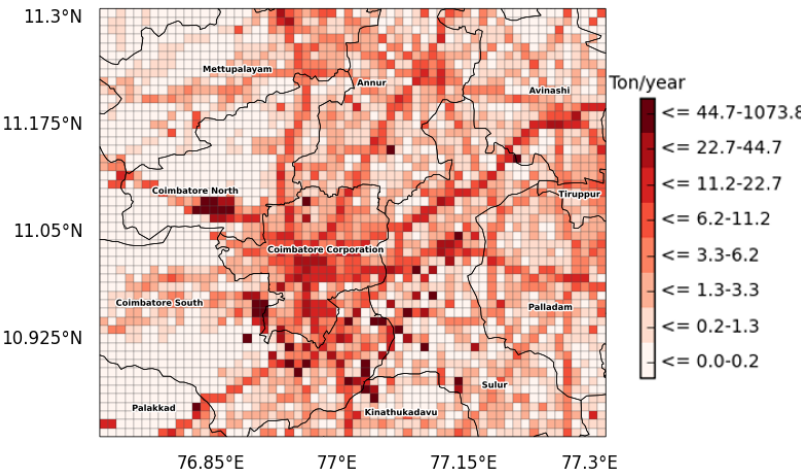 11.3°N
Mettupalayam
Annur
Avinashi
Ton/year
<= 44.7-1073.8
11.175°N
<= 22.7-44.7
<= 11.2-22.7
Coimbatore North
Tiruppur
<= 6.2-11.2
11.05°N
Coimbatore Corporation
<= 3.3-6.2
<= 1.3-3.3
Coimbatore South
Palladam
<= 0.2-1.3
10.925°N
<= 0.0-0.2
Sulur
Palakkad
Kinathukadavu
76.85°E 77°E 77.15°E 77.3°E